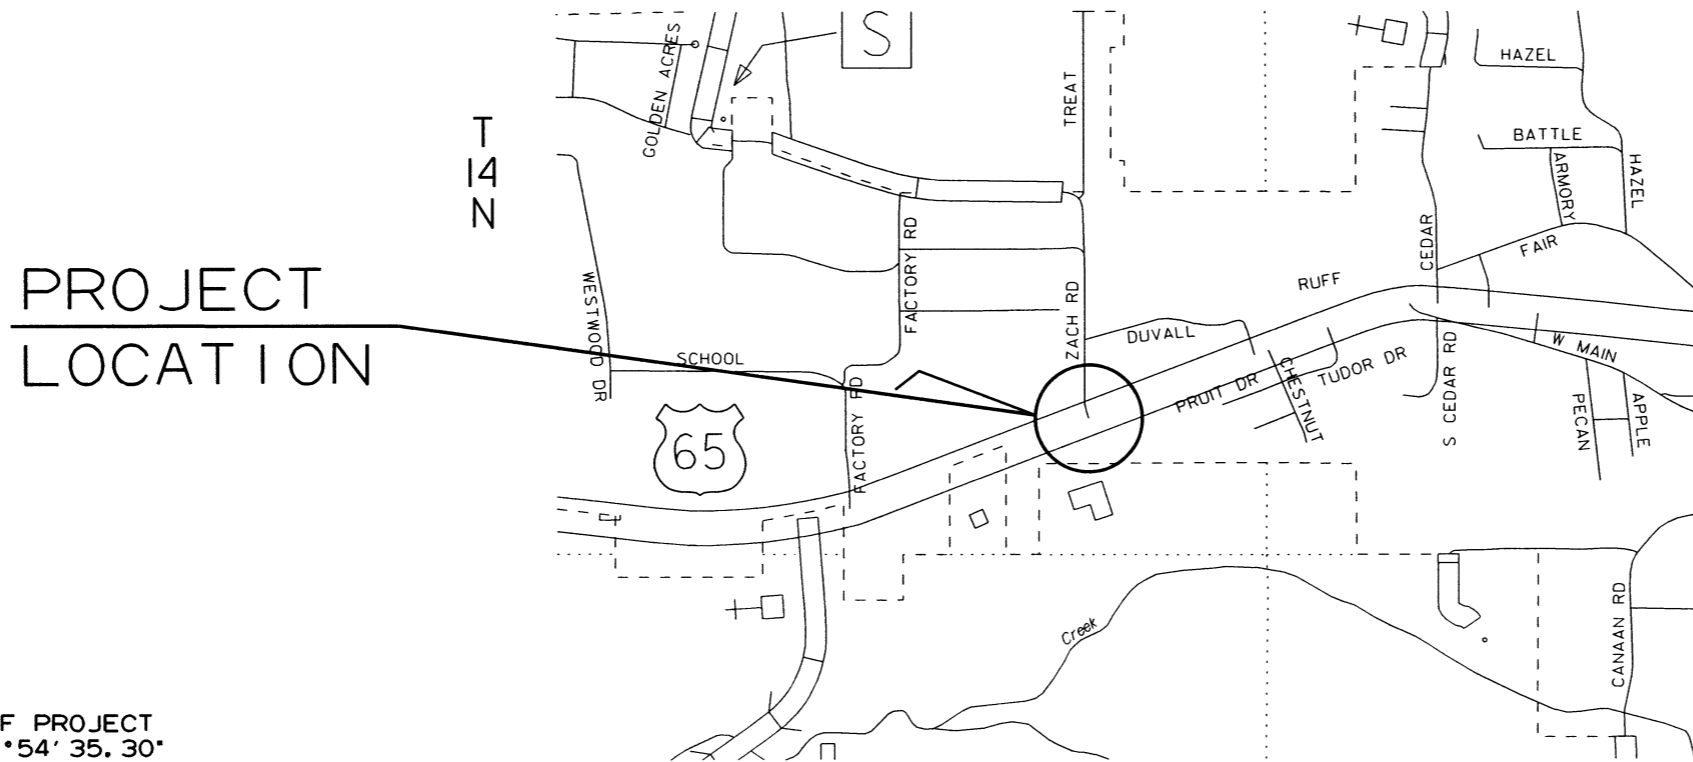 S
GOLDEN ACRES
TREAT
HAZEL
BATTLE
ARMORY
HAZEL
T
14
N
FACTORY RD
CEDAR
FAIR
RUFF
PROJECT
LOCATION
WESTWOOD DR
ZACH RD
DUVALL
SCHOOL
W MAIN
PRUIT DR
CHESTNUT
TUDOR DR
S CEDAR RD
PECAN
APPLE
65
FACTORY RD
Creek
CANAAN RD
F PROJECT
°54' 35.30"